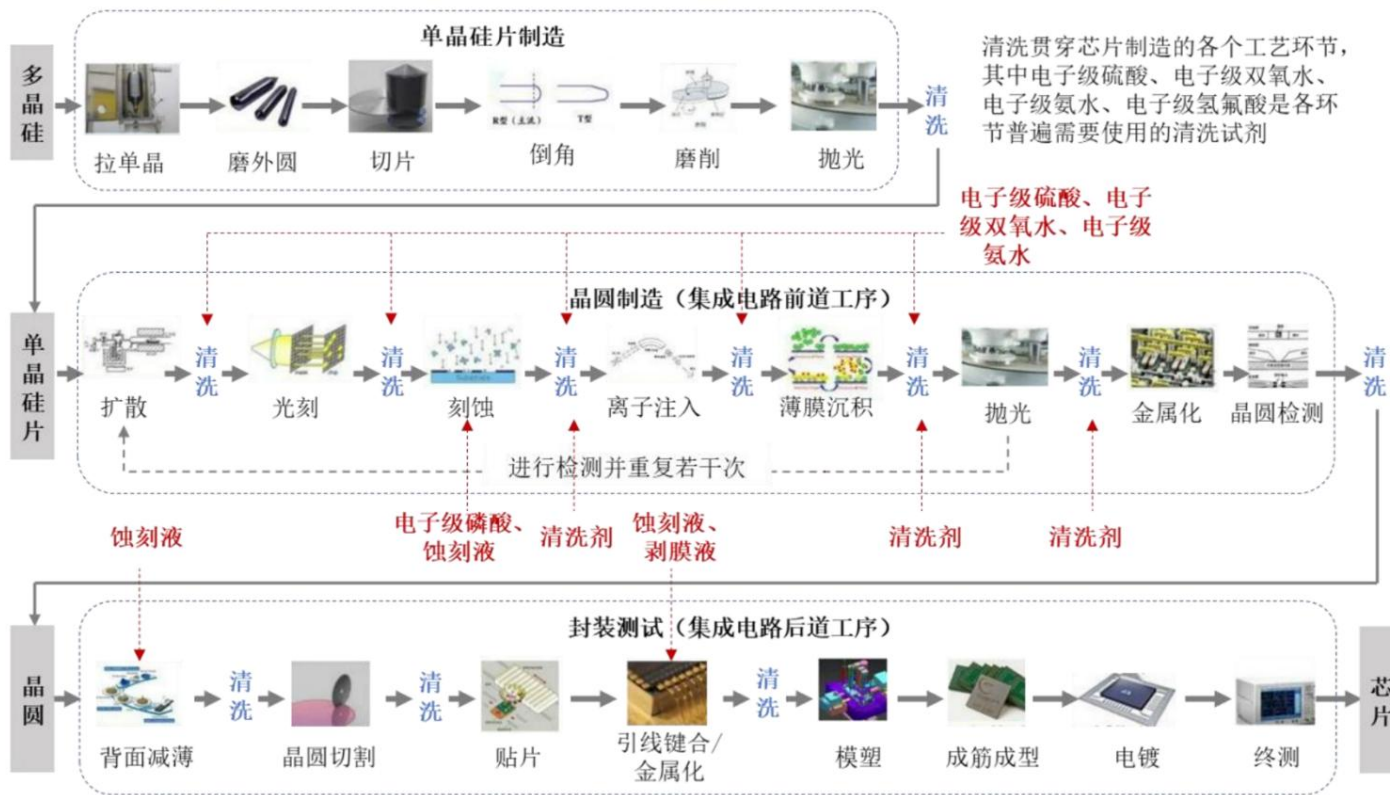 单晶硅片制造
多晶硅
拉单晶
磨外圆
切片
R型（主流）
T型
倒角
磨削
抛光
清洗
清洗贯穿芯片制造的各个工艺环节，
其中电子级硫酸、电子级双氧水、
电子级氨水、电子级氢氟酸是各环
节普遍需要使用的清洗试剂
电子级硫酸、电子
级双氧水、电子级
氨水
晶圆制造（集成电路前道工序）
单晶硅片
扩散
清洗
光刻
清洗
刻蚀
清洗
离子注入
清洗
薄膜沉积
清洗
抛光
清洗
金属化
晶圆检测
清洗
进行检测并重复若干次
蚀刻液
电子级磷酸、
蚀刻液
清洗剂
蚀刻液、
剥膜液
清洗剂
清洗剂
封装测试（集成电路后道工序）
晶圆
背面减薄
清洗
晶圆切割
清洗
贴片
引线键合/
金属化
清洗
模塑
成筋成型
电镀
终测
芯片